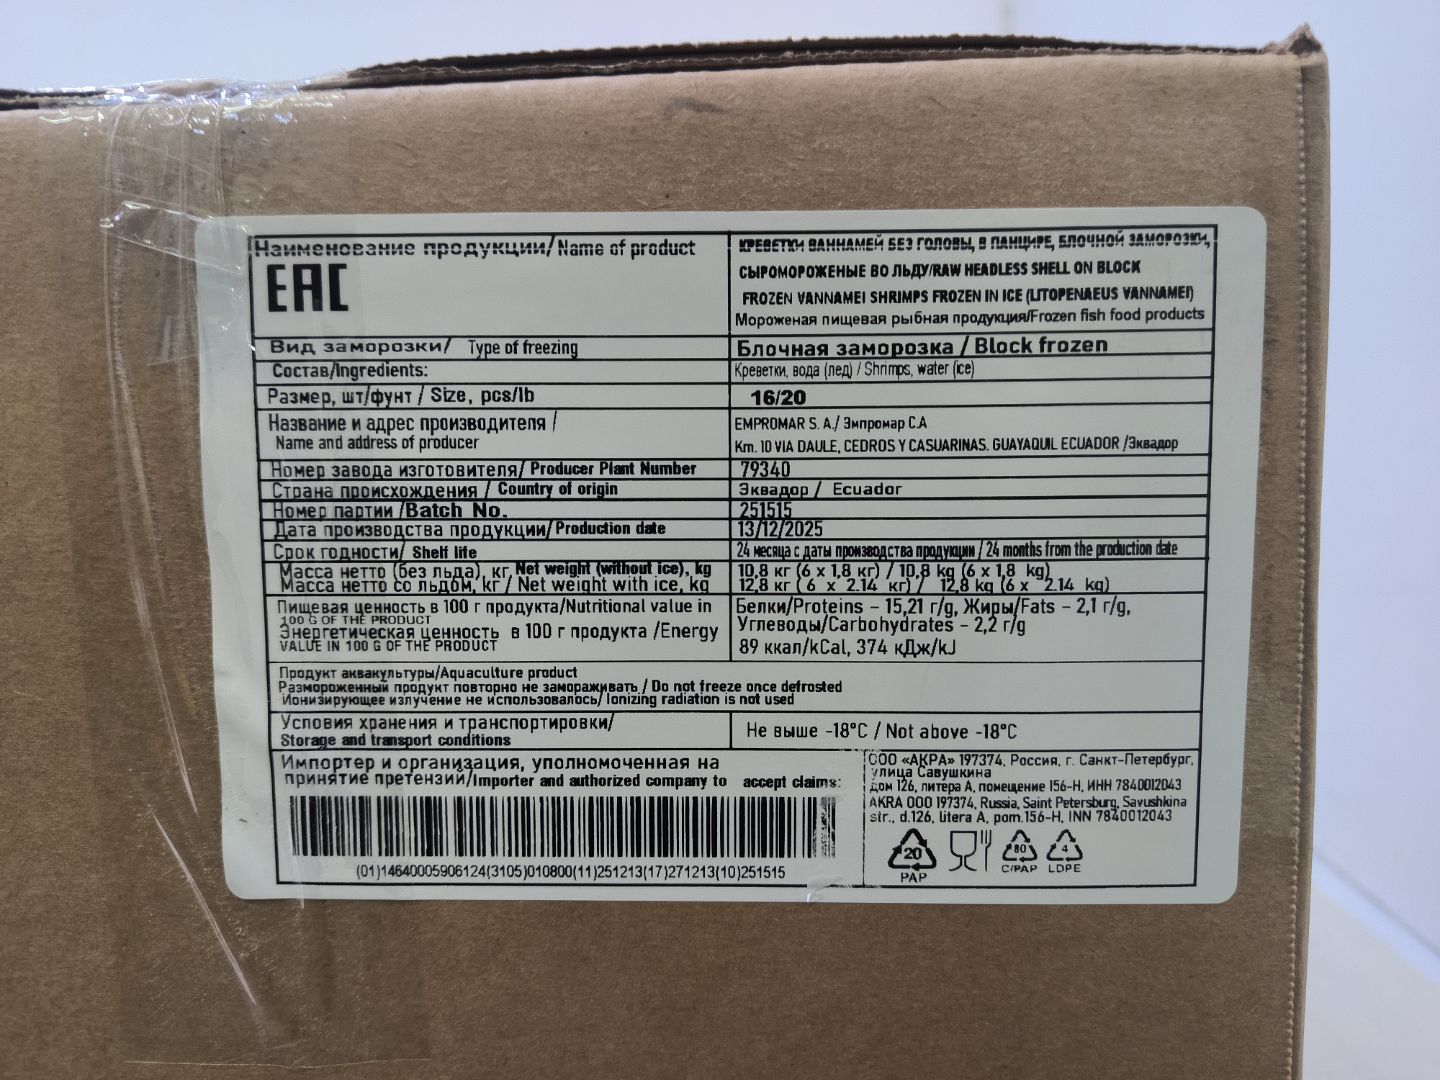 Наименование продукции/ Name of product
EAC
КРЕВЕТКИ ВАННАМЕЙ БЕЗ ГОЛОВЫ, В ПАНЦИРЕ, БЛОЧНОЙ ЗАМОРОЗКИ,
СЫРОМОРОЖЕНЫЕ ВО ЛЬДУ/RAW HEADLESS SHELL ON BLOCK
FROZEN VANNAMEI SHRIMPS FROZEN IN ICE (LITOPENAEUS VANNAMEI)
Мороженая пищевая рыбная продукция/Frozen fish food products
Вид заморозки/ Type of freezing
Блочная заморозка / Block frozen
Состав/Ingredients:
Креветки, вода (лед) / Shrimps, water (ice)
Размер, шт/фунт / Size, pcs/lb
16/20
Название и адрес производителя /
Name and address of producer
EMPROMAR S. A./ Эмпромар С.А
Km. 10 VIA DAULE, CEDROS Y CASUARINAS. GUAYAQUIL ECUADOR /Эквадор
Номер завода изготовителя/ Producer Plant Number
79340
Страна происхождения / Country of origin
Эквадор / Ecuador
Номер партии /Batch No.
251515
Дата производства продукции/ Production date
13/12/2025
Срок годности/ Shelf life
24 месяца с даты производства продукции / 24 months from the production date
Масса нетто (без льда), кг Net weight (without ice), kg
10,8 кг (6 x 1,8 кг) / 10,8 kg (6 x 1,8 kg)
Масса нетто со льдом, кг / Net weight with ice, kg
12,8 кг ( 6 x 2.14 кг) / 12,8 kg (6 x 2.14 kg)
Пищевая ценность в 100 г продукта/Nutritional value in
100 G OF THE PRODUCT
Энергетическая ценность в 100 г продукта /Energy
VALUE IN 100 G OF THE PRODUCT
Белки/Proteins – 15,21 г/g, Жиры/Fats – 2,1 г/g,
Углеводы/Carbohydrates – 2,2 г/g
89 ккал/kCal, 374 кДж/kJ
Продукт аквакультуры/Aquaculture product
Размороженный продукт повторно не замораживать / Do not freeze once defrosted
Ионизирующее излучение не использовалось/ Ionizing radiation is not used
Условия хранения и транспортировки/
Storage and transport conditions
Не выше -18°C / Not above -18°C
Импортер и организация, уполномоченная на
принятие претензий/Importer and authorized company to accept claims:
(01)14640005906124(3105)010800(11)251213(17)271213(10)251515
ООО «АКРА» 197374, Россия, г. Санкт-Петербург,
улица Савушкина
дом 126, литера А, помещение 156-Н, ИНН 7840012043
AKRA OOO 197374, Russia, Saint Petersburg, Savushkina
str., d.126, litera A, pom.156-H, INN 7840012043
20
PAP
80
C/PAP
4
LDPE